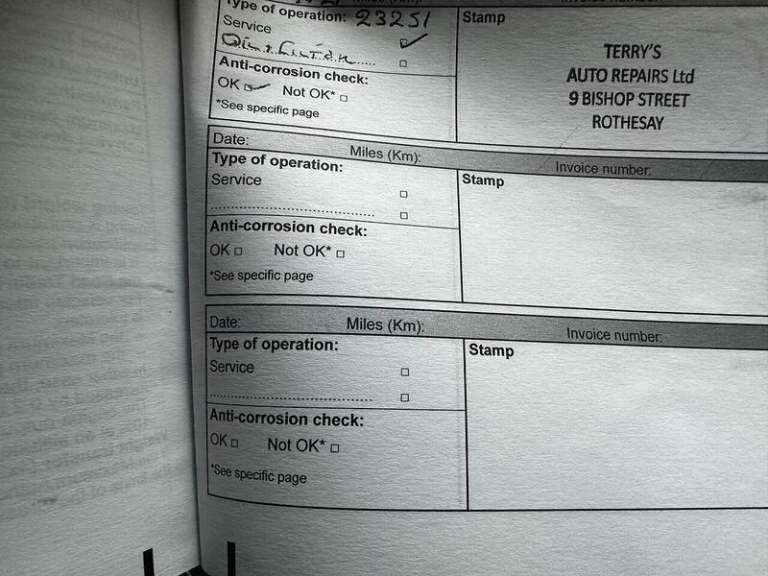 Type of operation: 23251
Service
Anti-corrosion check:
OK Not OK*
*See specific page
Stamp
TERRY'S
AUTO REPAIRS Ltd
9 BISHOP STREET
ROTHESAY
Date: Miles (Km): Invoice number:
Type of operation:
Service
Anti-corrosion check:
OK Not OK*
*See specific page
Stamp
Date: Miles (Km): Invoice number:
Type of operation:
Service
Anti-corrosion check:
OK Not OK*
*See specific page
Stamp